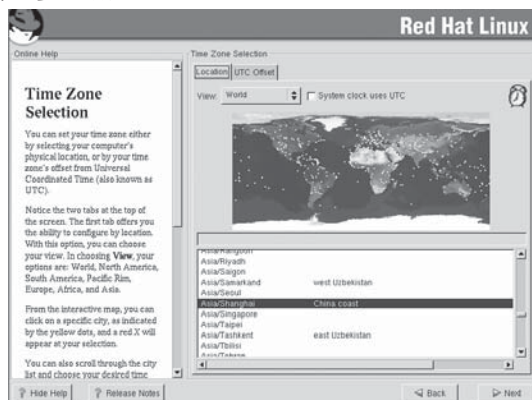 Red Hat Linux
Online Help
Time Zone
Selection
You can set your time zone either
by selecting your computer's
physical location, or by your time
zone's offset from Universal
Coordinated Time (also known as
UTC).
Notice the two tabs at the top of
the screen. The first tab offers you
the ability to configure by location.
With this option, you can choose
your view. In choosing View, your
options are: World, North America,
South America, Pacific Rim,
Europe, Africa, and Asia.
From the interactive map, you can
click on a specific city, as indicated
by the yellow dots, and a red X will
appear at your selection.
You can also scroll through the city
list and choose your desired time
Time Zone Selection
Location UTC Offset
View: World System clock uses UTC
Asia/Rangoon
Asia/Riyadh
Asia/Saigon
Asia/Samarkand west Uzbekistan
Asia/Seoul
Asia/Shanghai China coast
Asia/Singapore
Asia/Taipei
Asia/Tashkent east Uzbekistan
Asia/Tbilisi
Asia/Tehran
Hide Help Release Notes Back Next